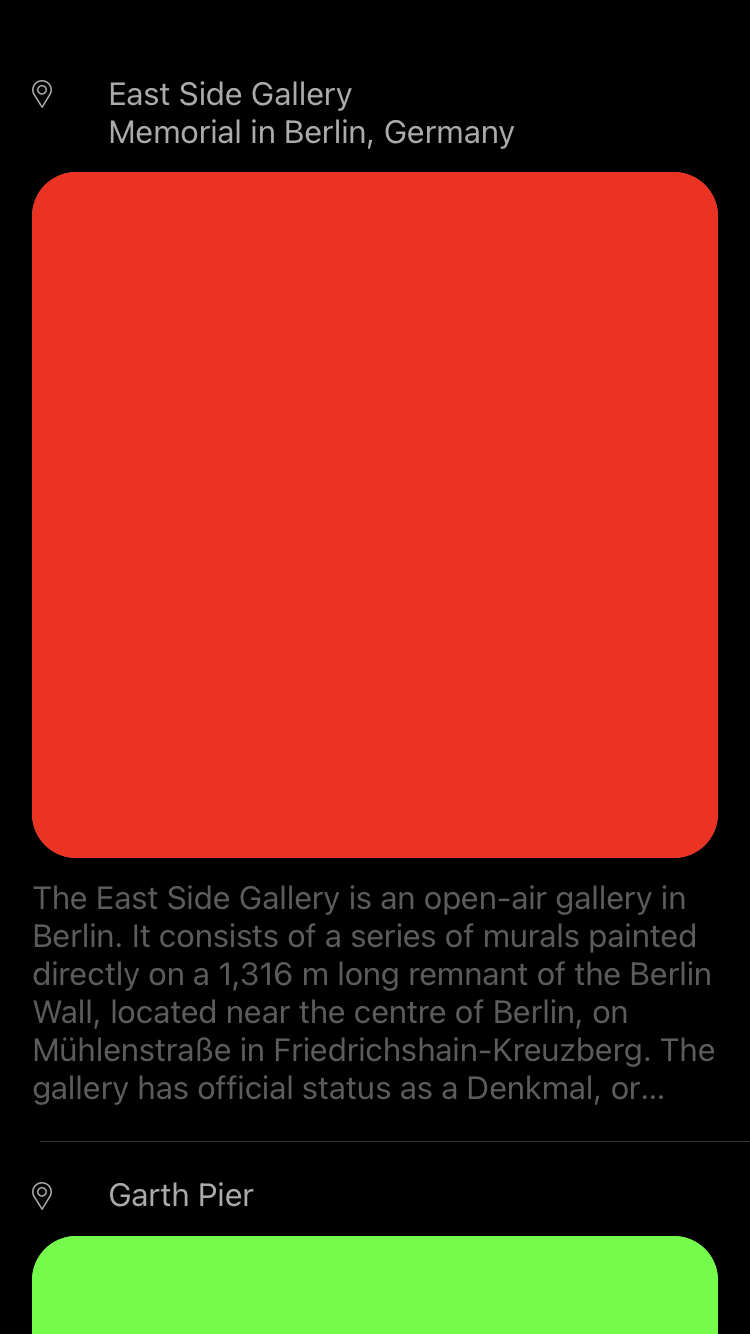 East Side Gallery
Memorial in Berlin, Germany
The East Side Gallery is an open-air gallery in
Berlin. It consists of a series of murals painted
directly on a 1,316 m long remnant of the Berlin
Wall, located near the centre of Berlin, on
Mühlenstraße in Friedrichshain-Kreuzberg. The
gallery has official status as a Denkmal, or...
Garth Pier